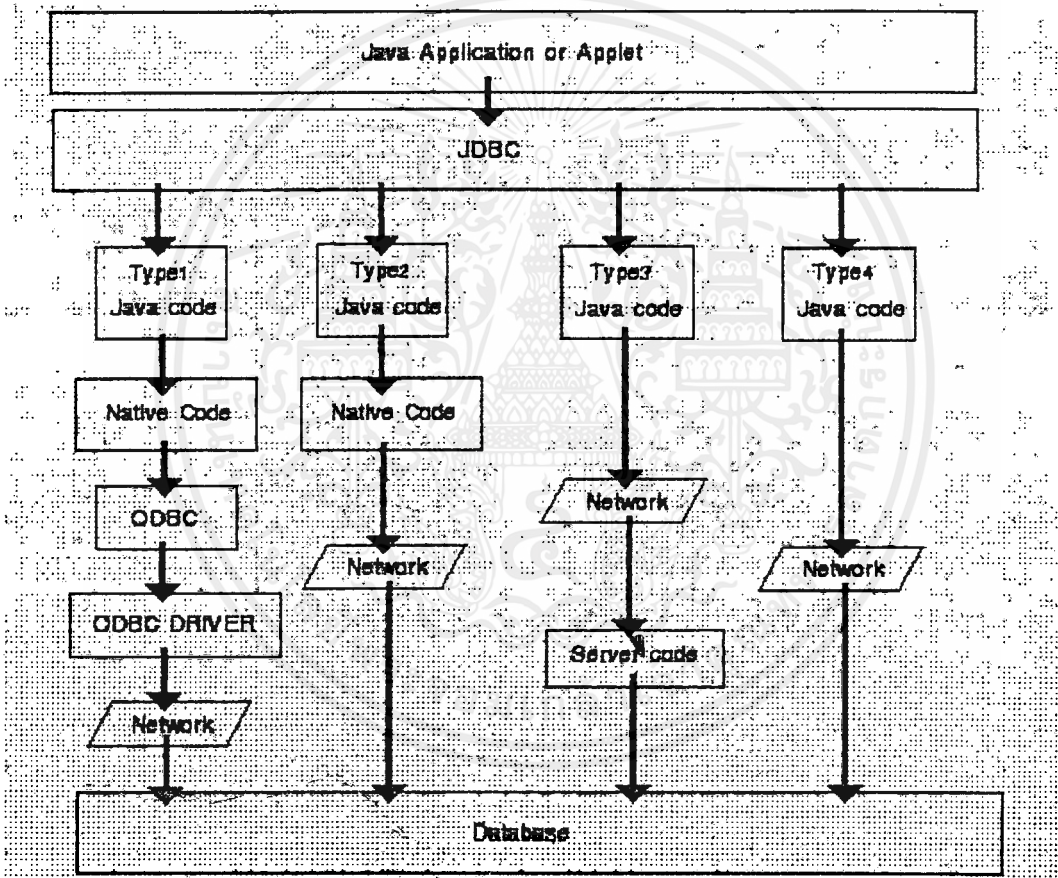 Java Application or Applet
JDBC
Type1
Java code
Type2
Java code
Type3
Java code
Type4
Java code
Native Code
Native Code
Network
ODBC
Network
Network
ODBC DRIVER
Server code
Network
Database